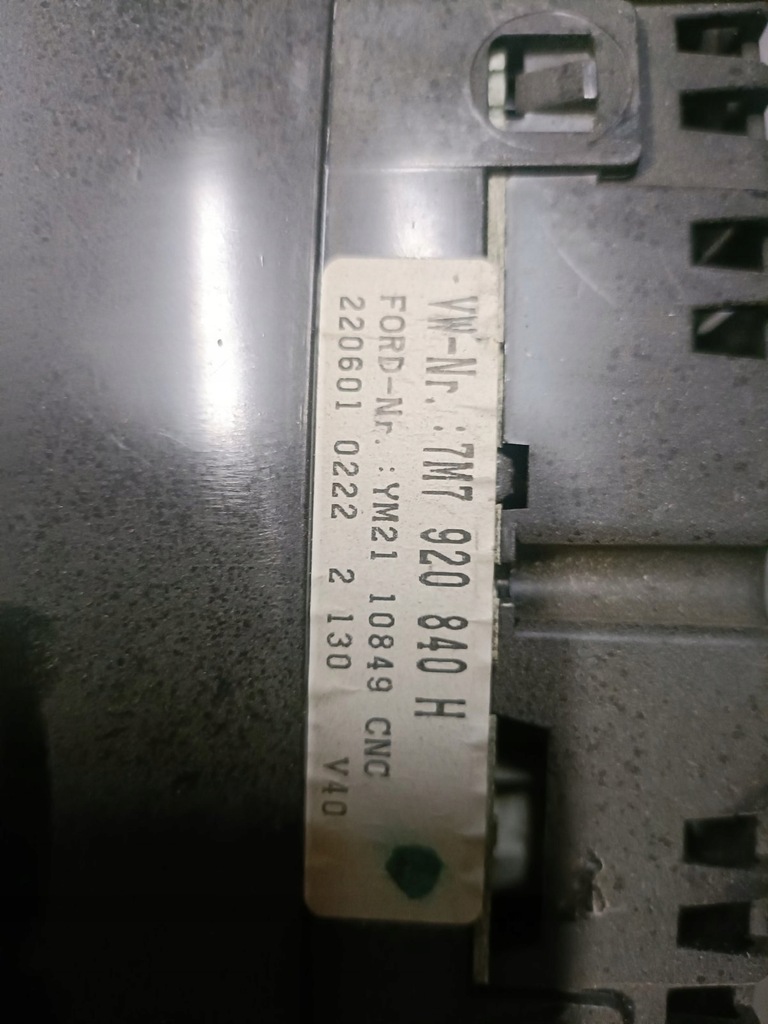 VW-Nr.:7M7 920 840 H
FORD-Nr.:YM21 10849 CNC
220601 0222 2 130 V40